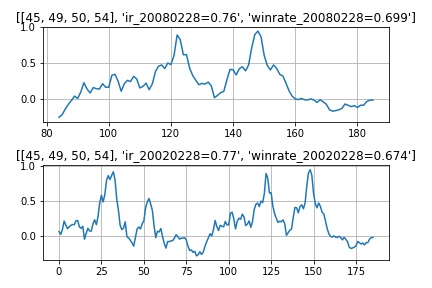 [[45, 49, 50, 54], 'ir_20080228=0.76', 'winrate_20080228=0.699']
1.0
0.5
0.0
80 100 120 140 160 180
[[45, 49, 50, 54], 'ir_20020228=0.77', 'winrate_20020228=0.674']
1.0
0.5
0.0
0 25 50 75 100 125 150 175